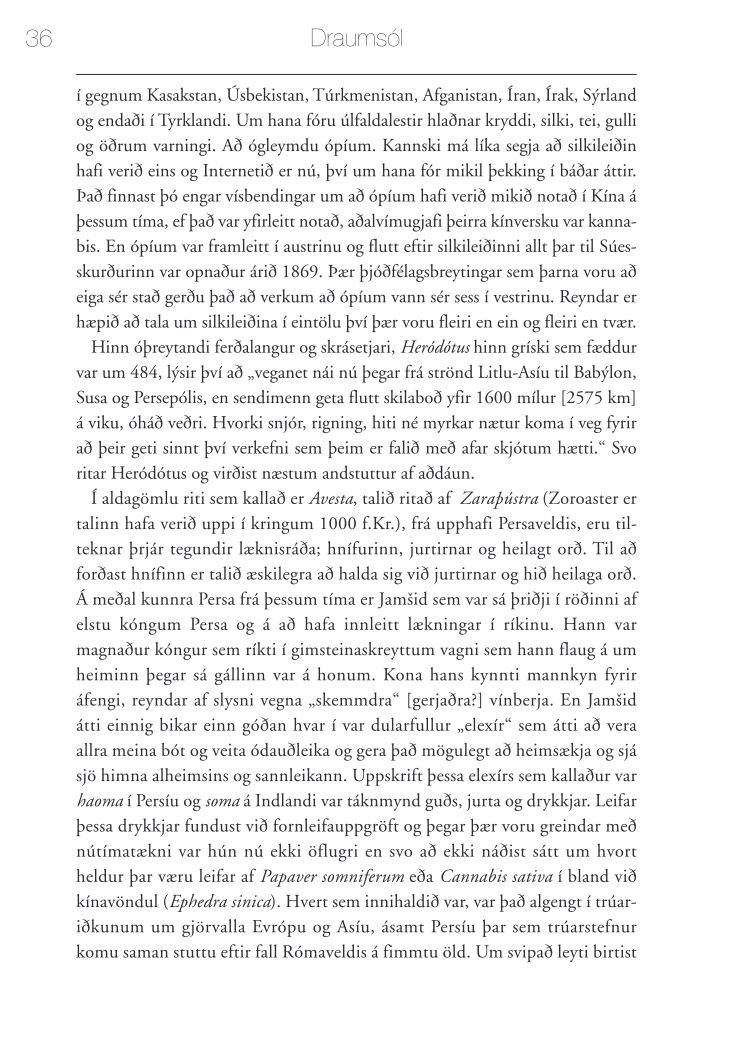 36
Draumsól
í gegnum Kasakstan, Úsbekistan, Túrkmenistan, Afganistan, Íran, Írak, Sýrland
og endaði í Tyrklandi. Um hana fóru úlfaldalestir hlaðnar kryddi, silki, tei, gulli
og öðrum varningi. Að ógleymdu ópíum. Kannski má líka segja að silkileiðin
hafi verið eins og Internetið er nú, því um hana fór mikil þekking í báðar áttir.
Það finnast þó engar vísbendingar um að ópíum hafi verið mikið notað í Kína á
þessum tíma, ef það var yfirleitt notað, aðalvímugjafi þeirra kínversku var kanna-
bis. En ópíum var framleitt í austrinu og flutt eftir silkileiðinni allt þar til Súes-
skurðurinn var opnaður árið 1869. Þær þjóðfélagsbreytingar sem þarna voru að
eiga sér stað gerðu það að verkum að ópíum vann sér sess í vestrinu. Reyndar er
hæpið að tala um silkileiðina í eintölu því þær voru fleiri en ein og fleiri en tvær.
Hinn óþreytandi ferðalangur og skrásetjari, Heródótus hinn gríski sem fæddur
var um 484, lýsir því að „veganet nái nú þegar frá strönd Litlu-Asíu til Babýlon,
Susa og Persepólis, en sendimenn geta flutt skilaboð yfir 1600 mílur [2575 km]
á viku, óháð veðri. Hvorki snjór, rigning, hiti né myrkar nætur koma í veg fyrir
að þeir geti sinnt því verkefni sem þeim er falið með afar skjótum hætti.“ Svo
ritar Heródótus og virðist næstum andstuttur af aðdáun.
Í aldagömlu riti sem kallað er Avesta, talið ritað af Zaraþústra (Zoroaster er
talinn hafa verið uppi í kringum 1000 f.Kr.), frá upphafi Persaveldis, eru til-
teknar þrjár tegundir læknisráða; hnífurinn, jurtirnar og heilagt orð. Til að
forðast hnífinn er talið æskilegra að halda sig við jurtirnar og hið heilaga orð.
Á meðal kunnra Persa frá þessum tíma er Jamšid sem var sá þriðji í röðinni af
elstu kóngum Persa og á að hafa innleitt lækningar í ríkinu. Hann var
magnaður kóngur sem ríkti í gimsteinaskreyttum vagni sem hann flaug á um
heiminn þegar sá gállinn var á honum. Kona hans kynnti mannkyn fyrir
áfengi, reyndar af slysni vegna „skemmdra“ [gerjaðra?] vínberja. En Jamšid
átti einnig bikar einn góðan hvar í var dularfullur „elexír“ sem átti að vera
allra meina bót og veita ódauðleika og gera það mögulegt að heimsækja og sjá
sjö himna alheimsins og sannleikann. Uppskrift þessa elexírs sem kallaður var
haoma í Persíu og soma á Indlandi var táknmynd guðs, jurta og drykkjar. Leifar
þessa drykkjar fundust við fornleifauppgröft og þegar þær voru greindar með
nútímatækni var hún nú ekki öflugri en svo að ekki náðist sátt um hvort
heldur þar væru leifar af Papaver somniferum eða Cannabis sativa í bland við
kínavöndul (Ephedra sinica). Hvert sem innihaldið var, var það algengt í trúar-
iðkunum um gjörvalla Evrópu og Asíu, ásamt Persíu þar sem trúarstefnur
komu saman stuttu eftir fall Rómaveldis á fimmtu öld. Um svipað leyti birtist